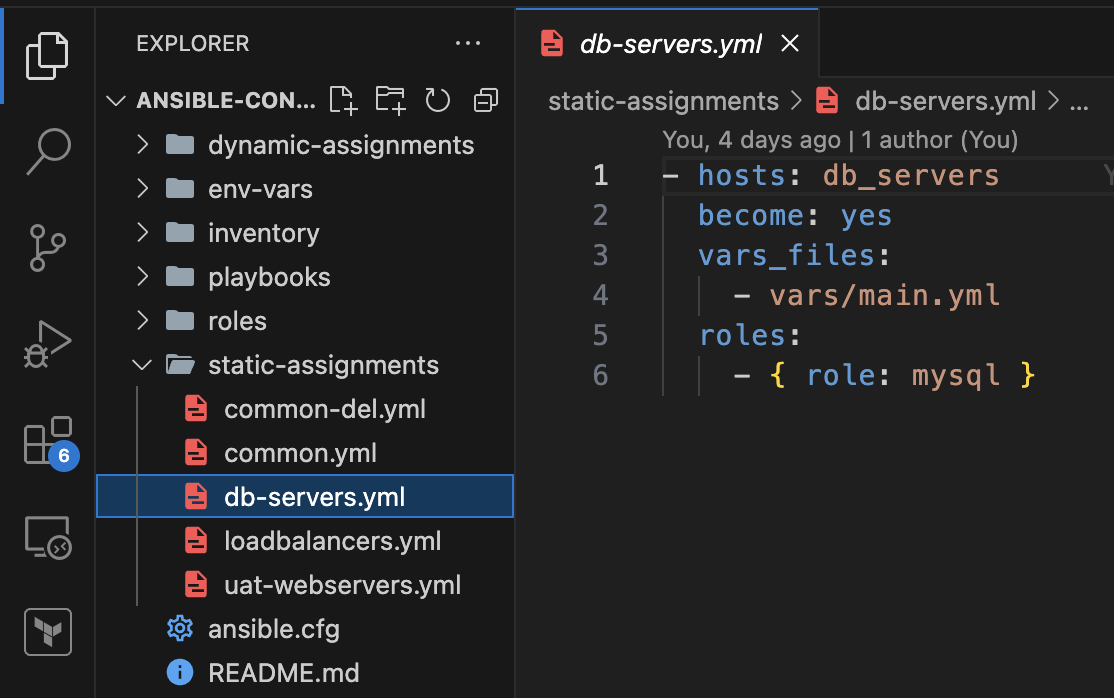 EXPLORER
ANSIBLE-CON...
dynamic-assignments
env-vars
inventory
playbooks
roles
static-assignments
common-del.yml
common.yml
db-servers.yml
loadbalancers.yml
uat-webservers.yml
ansible.cfg
README.md
6
db-servers.yml
static-assignments > db-servers.yml > ...
You, 4 days ago | 1 author (You)
1 - hosts: db_servers
2 become: yes
3 vars_files:
4 - vars/main.yml
5 roles:
6 - { role: mysql }